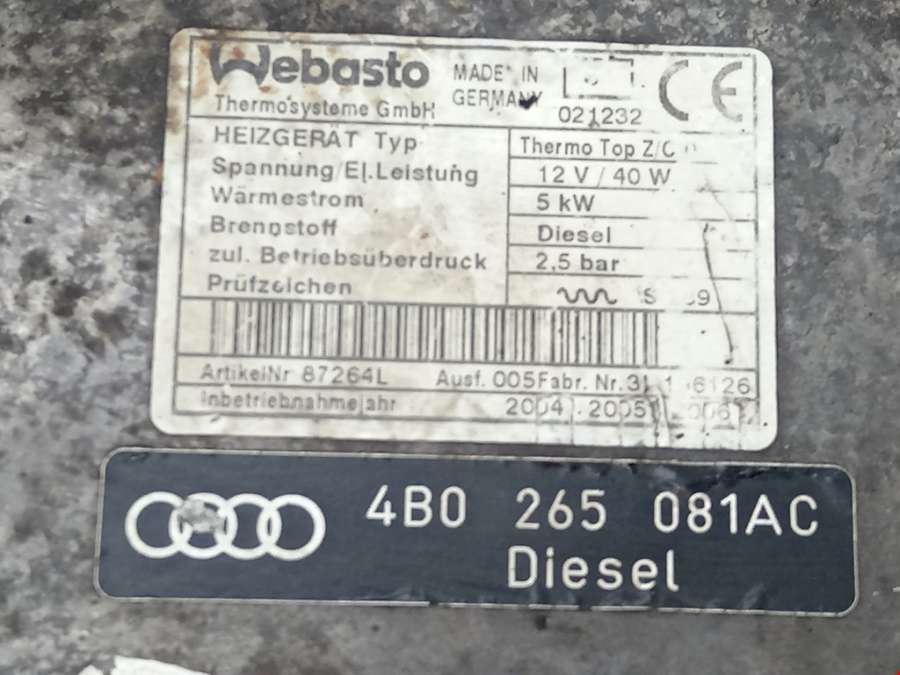 Webasto
Thermosysteme GmbH
MADE IN
GERMANY
021232
CE
HEIZGERÄT Typ
Thermo Top Z/C
Spannung/El.Leistung
12 V / 40 W
Wärmestrom
5 kW
Brennstoff
Diesel
zul. Betriebsüberdruck
2,5 bar
Prüfzeichen
ArtikelNr 87264L Ausf. 005 Fabr. Nr.
Inbetriebnahmejahr 2004 2005
4B0 265 081AC
Diesel